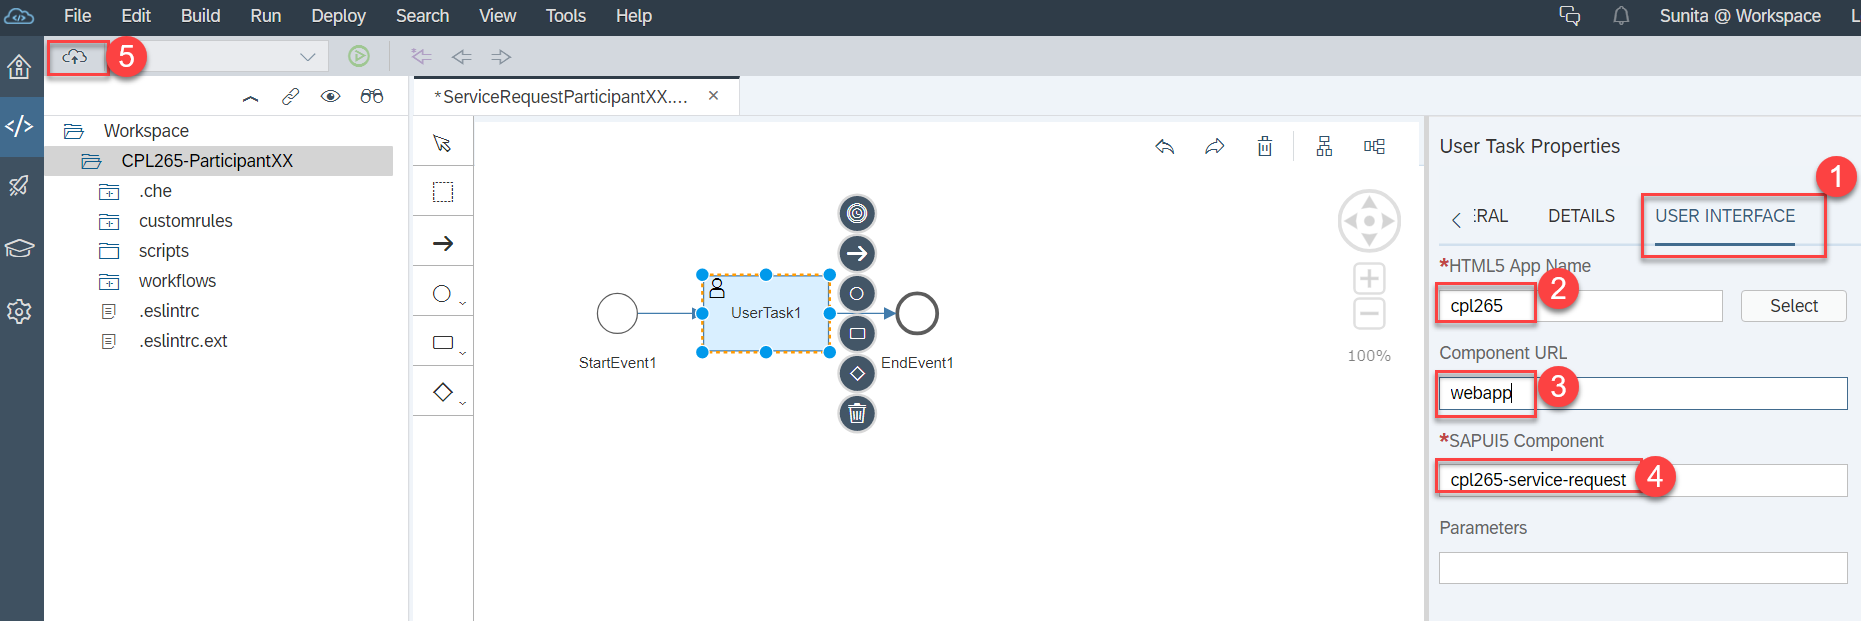 File Edit Build Run Deploy Search View Tools Help Sunita @ Workspace L
5
*ServiceRequestParticipantXX....
Workspace
CPL265-ParticipantXX
.che
customrules
scripts
workflows
.eslintrc
.eslintrc.ext
StartEvent1
UserTask1
EndEvent1
100%
User Task Properties
1
ERAL DETAILS USER INTERFACE
*HTML5 App Name
2
cpl265
Select
Component URL
3
webapp
*SAPUI5 Component
4
cpl265-service-request
Parameters